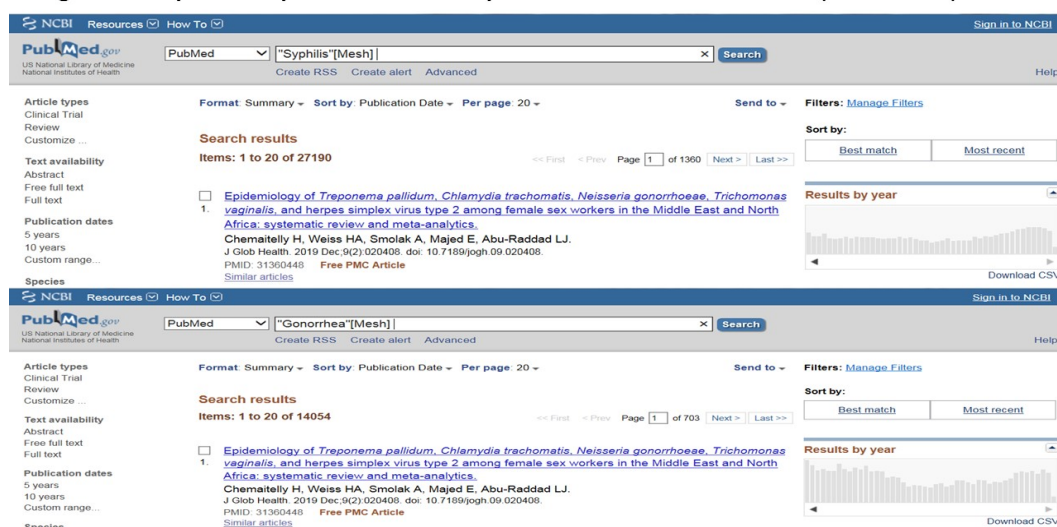 NCBI Resources How To Sign in to NCBI
PubMed.gov
US National Library of Medicine
National Institutes of Health
PubMed "Syphilis"[Mesh] × Search
Create RSS Create alert Advanced Help
Article types
Clinical Trial
Review
Customize ...
Text availability
Abstract
Free full text
Full text
Publication dates
5 years
10 years
Custom range...
Species
Format: Summary Sort by: Publication Date Per page: 20 Send to
Search results
Items: 1 to 20 of 27190 << First < Prev Page 1 of 1360 Next > Last >>
1. Epidemiology of Treponema pallidum, Chlamydia trachomatis, Neisseria gonorrhoeae, Trichomonas
vaginalis, and herpes simplex virus type 2 among female sex workers in the Middle East and North
Africa: systematic review and meta-analytics.
Chemaitelly H, Weiss HA, Smolak A, Majed E, Abu-Raddad LJ.
J Glob Health. 2019 Dec;9(2):020408. doi: 10.7189/jogh.09.020408.
PMID: 31360448 Free PMC Article
Similar articles
Filters: Manage Filters
Sort by:
Best match Most recent
Results by year
Download CSV
NCBI Resources How To Sign in to NCBI
PubMed.gov
US National Library of Medicine
National Institutes of Health
PubMed "Gonorrhea"[Mesh] × Search
Create RSS Create alert Advanced Help
Article types
Clinical Trial
Review
Customize ...
Text availability
Abstract
Free full text
Full text
Publication dates
5 years
10 years
Custom range...
Format: Summary Sort by: Publication Date Per page: 20 Send to
Search results
Items: 1 to 20 of 14054 << First < Prev Page 1 of 703 Next > Last >>
1. Epidemiology of Treponema pallidum, Chlamydia trachomatis, Neisseria gonorrhoeae, Trichomonas
vaginalis, and herpes simplex virus type 2 among female sex workers in the Middle East and North
Africa: systematic review and meta-analytics.
Chemaitelly H, Weiss HA, Smolak A, Majed E, Abu-Raddad LJ.
J Glob Health. 2019 Dec;9(2):020408. doi: 10.7189/jogh.09.020408.
PMID: 31360448 Free PMC Article
Similar articles
Filters: Manage Filters
Sort by:
Best match Most recent
Results by year
Download CSV